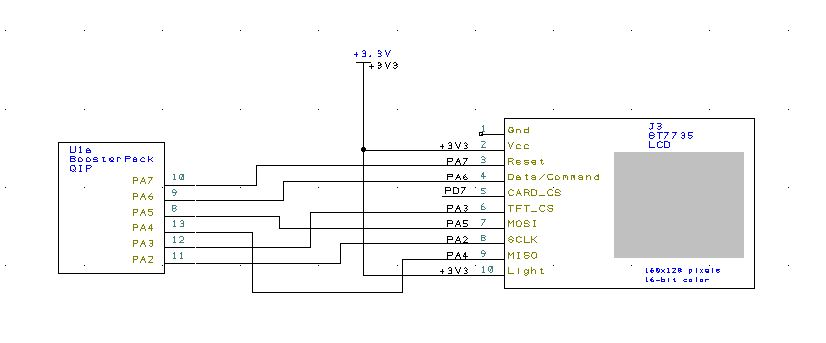 +3.3V
+3V3
U1a
BoosterPack
QIP
PA7 10
PA6 9
PA5 8
PA4 13
PA3 12
PA2 11
J3
ST7735
LCD
1 Gnd
+3V3 2 Vcc
PA7 3 Reset
PA6 4 Data/Command
PD7 5 CARD_CS
PA3 6 TFT_CS
PA5 7 MOSI
PA2 8 SCLK
PA4 9 MISO
+3V3 10 Light
160x128 pixels
16-bit color